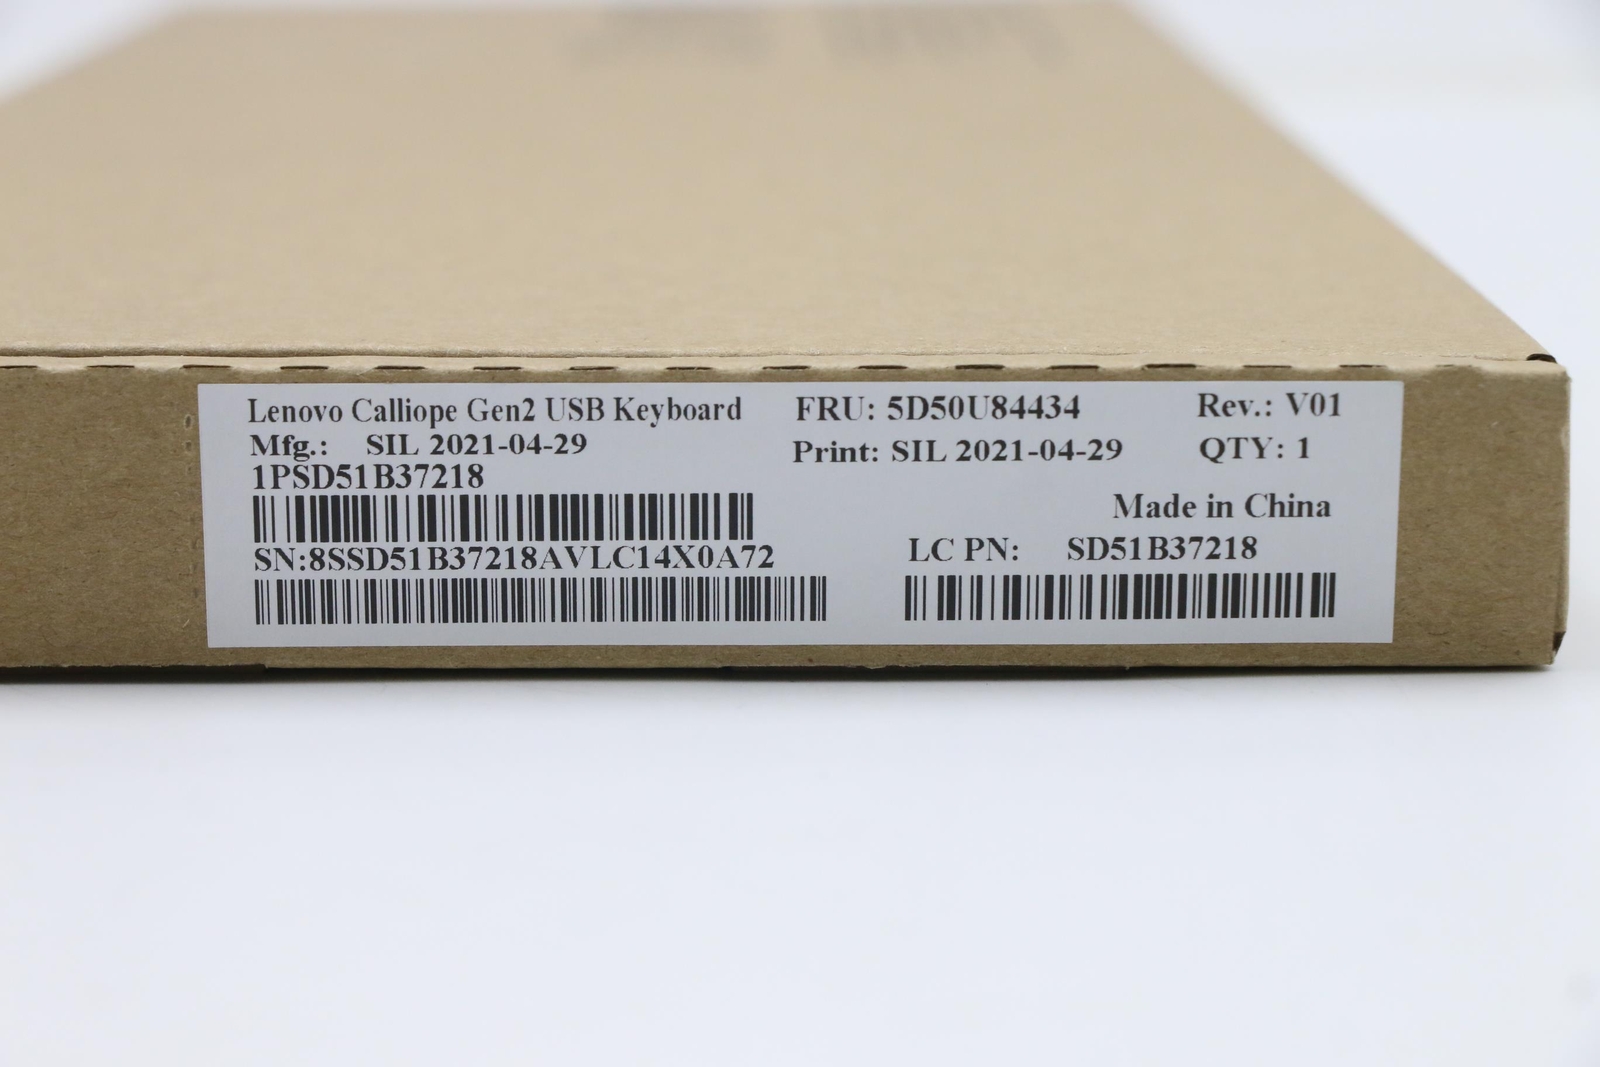 Lenovo Calliope Gen2 USB Keyboard FRU: 5D50U84434 Rev.: V01
Mfg.: SIL 2021-04-29 Print: SIL 2021-04-29 QTY: 1
1PSD51B37218
Made in China
SN:8SSD51B37218AVLC14X0A72 LC PN: SD51B37218